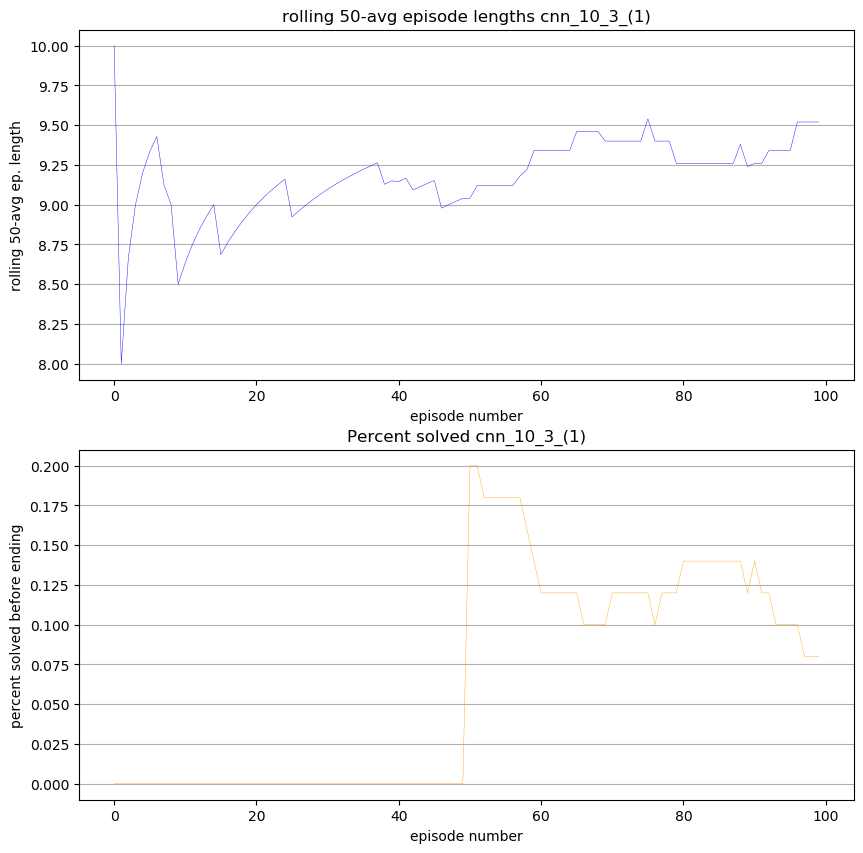 rolling 50-avg episode lengths cnn_10_3_(1)
10.00
9.75
9.50
9.25
9.00
8.75
8.50
8.25
8.00
rolling 50-avg ep. length
0 20 40 60 80 100
episode number
Percent solved cnn_10_3_(1)
0.200
0.175
0.150
0.125
0.100
0.075
0.050
0.025
0.000
percent solved before ending
0 20 40 60 80 100
episode number